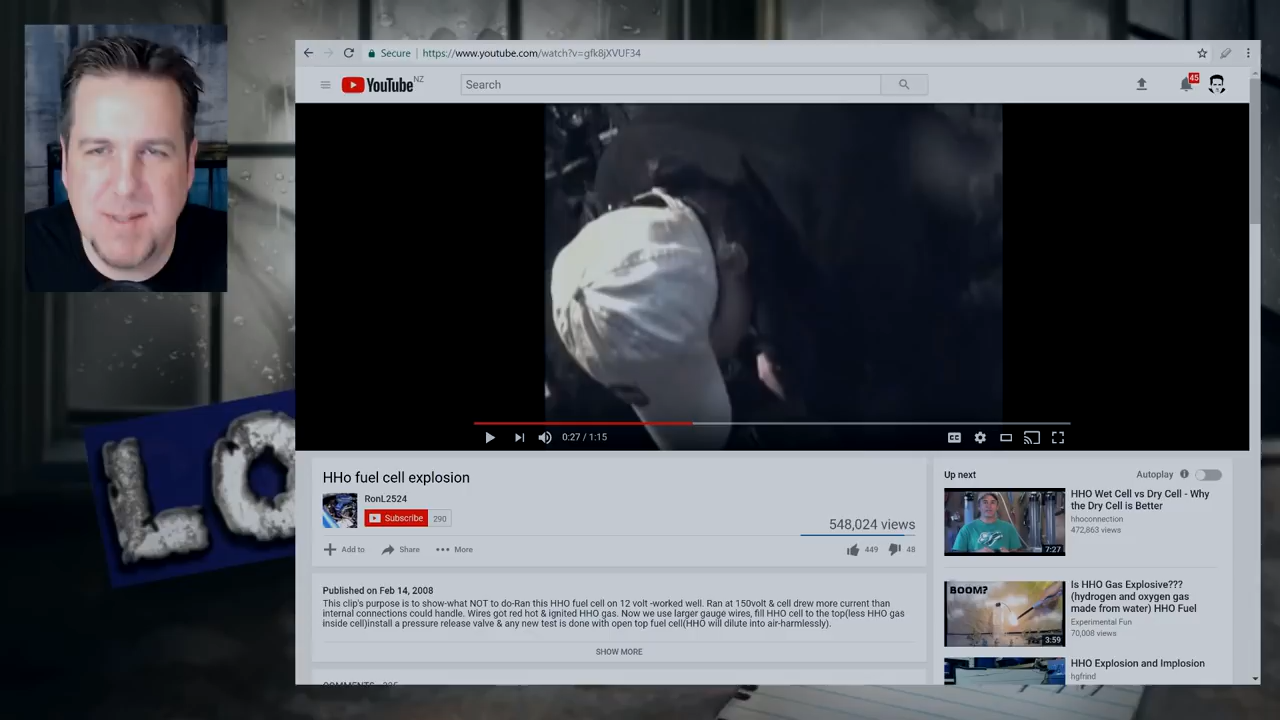 Secure
https://www.youtube.com/watch?v=gfk8jXVUF34
YouTube NZ
Search
45
0:27 / 1:15
CC
LO
HHo fuel cell explosion
RonL2524
Subscribe 290
548,024 views
Add to
Share
More
449
48
Published on Feb 14, 2008
This clip's purpose is to show-what NOT to do-Ran this HHO fuel cell on 12 volt -worked well. Ran at 150volt & cell drew more current than
internal connections could handle. Wires got red hot & ignited HHO gas. Now we use larger gauge wires, fill HHO cell to the top(less HHO gas
inside cell)install a pressure release valve & any new test is done with open top fuel cell(HHO will dilute into air-harmlessly).
SHOW MORE
Up next
Autoplay
HHO Wet Cell vs Dry Cell - Why
the Dry Cell is Better
hhoconnection
472,863 views
7:27
BOOM?
Is HHO Gas Explosive???
(hydrogen and oxygen gas
made from water) HHO Fuel
Experimental Fun
70,008 views
3:59
HHO Explosion and Implosion
hgfrind